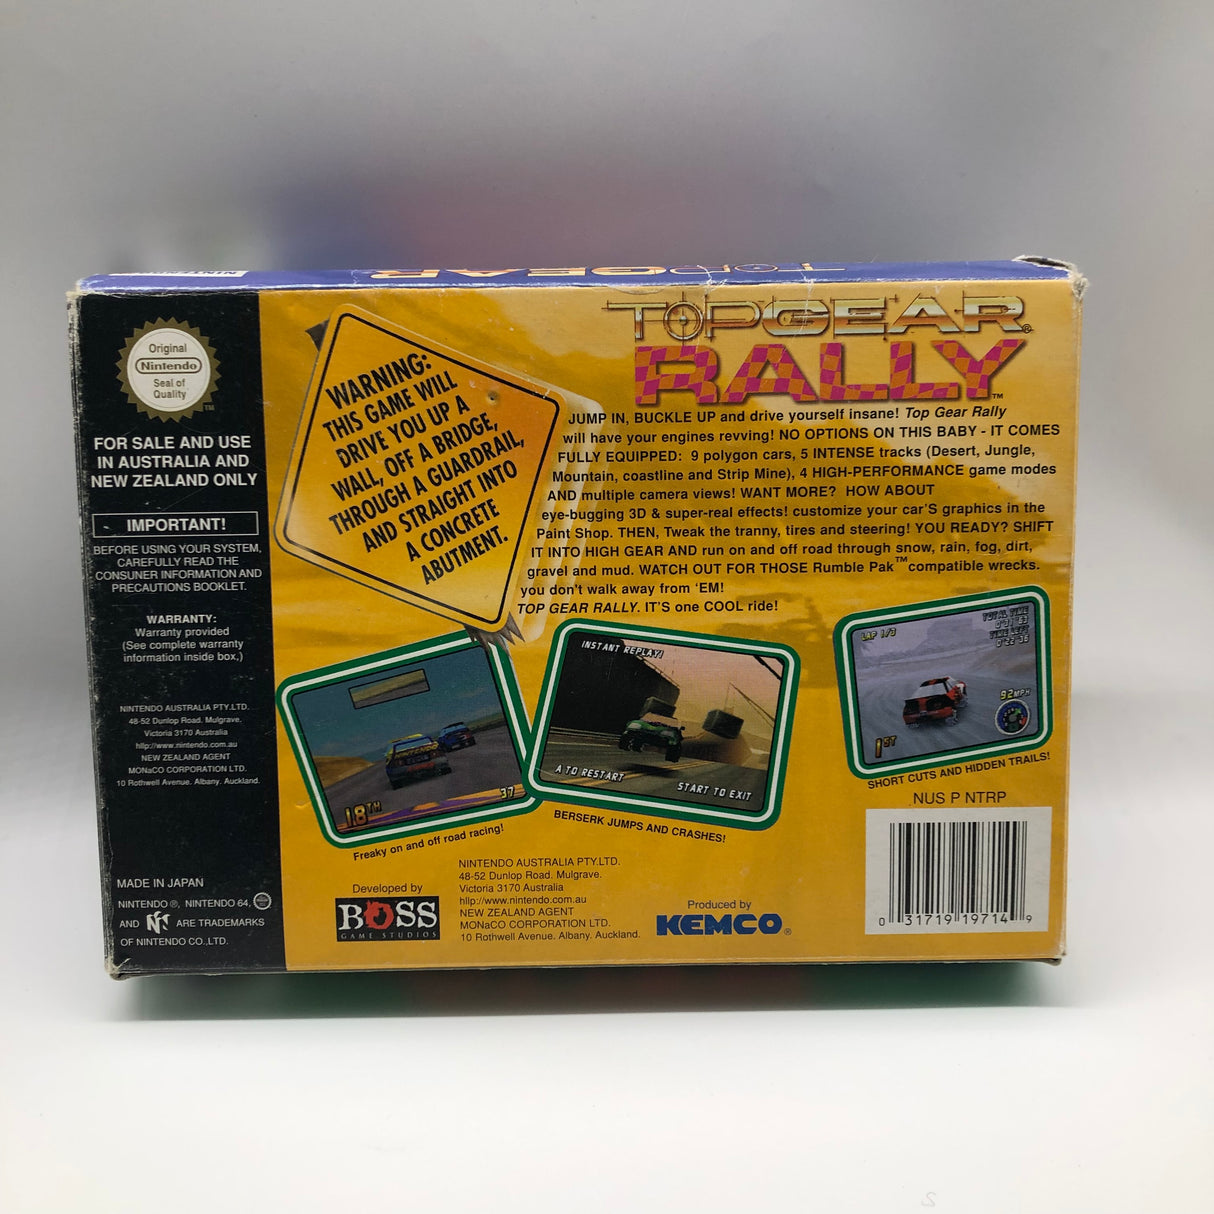 TOP GEAR
Original
Nintendo
Seal of
Quality
TM
FOR SALE AND USE
IN AUSTRALIA AND
NEW ZEALAND ONLY
IMPORTANT!
BEFORE USING YOUR SYSTEM,
CAREFULLY READ THE
CONSUNER INFORMATION AND
PRECAUTIONS BOOKLET.
WARRANTY:
Warranty provided
(See complete warranty
information inside box,)
NINTENDO AUSTRALIA PTY.LTD.
48-52 Dunlop Road. Mulgrave.
Victoria 3170 Australia
hllp://www.nintendo.com.au
NEW ZEALAND AGENT
MONaCO CORPORATION LTD.
10 Rothwell Avenue. Albany. Auckland.
MADE IN JAPAN
NINTENDO ®, NINTENDO 64,
AND ARE TRADEMARKS
OF NINTENDO CO.,LTD.
WARNING:
THIS GAME WILL
DRIVE YOU UP A
WALL, OFF A BRIDGE,
THROUGH A GUARDRAIL,
AND STRAIGHT INTO
A CONCRETE
ABUTMENT.
TOP GEAR®
RALLY™
JUMP IN, BUCKLE UP and drive yourself insane! Top Gear Rally
will have your engines revving! NO OPTIONS ON THIS BABY - IT COMES
FULLY EQUIPPED: 9 polygon cars, 5 INTENSE tracks (Desert, Jungle,
Mountain, coastline and Strip Mine), 4 HIGH-PERFORMANCE game modes
AND multiple camera views! WANT MORE? HOW ABOUT
eye-bugging 3D & super-real effects! customize your car'S graphics in the
Paint Shop. THEN, Tweak the tranny, tires and steering! YOU READY? SHIFT
IT INTO HIGH GEAR AND run on and off road through snow, rain, fog, dirt,
gravel and mud. WATCH OUT FOR THOSE Rumble Pak™ compatible wrecks.
you don't walk away from 'EM!
TOP GEAR RALLY. IT'S one COOL ride!
18TH
37
Freaky on and off road racing!
INSTANT REPLAY!
A TO RESTART
START TO EXIT
BERSERK JUMPS AND CRASHES!
LAP 1/3
TOTAL TIME
TIME LEFT
92MPH
1ST
SHORT CUTS AND HIDDEN TRAILS!
NUS P NTRP
0 31719 19714 9
Developed by
BOSS
GAME STUDIOS
NINTENDO AUSTRALIA PTY.LTD.
48-52 Dunlop Road. Mulgrave.
Victoria 3170 Australia
hllp://www.nintendo.com.au
NEW ZEALAND AGENT
MONaCO CORPORATION LTD.
10 Rothwell Avenue. Albany. Auckland.
Produced by
KEMCO®